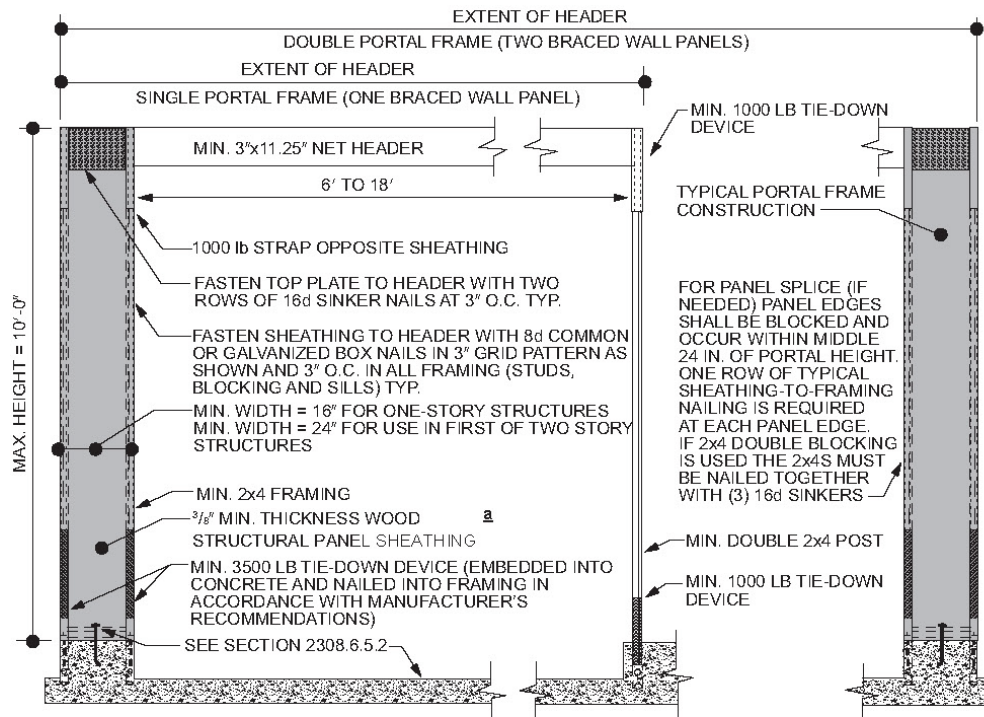 EXTENT OF HEADER
DOUBLE PORTAL FRAME (TWO BRACED WALL PANELS)
EXTENT OF HEADER
SINGLE PORTAL FRAME (ONE BRACED WALL PANEL)
MIN. 1000 LB TIE-DOWN
DEVICE
MIN. 3"x11.25" NET HEADER
6' TO 18'
TYPICAL PORTAL FRAME
CONSTRUCTION
1000 lb STRAP OPPOSITE SHEATHING
FASTEN TOP PLATE TO HEADER WITH TWO
ROWS OF 16d SINKER NAILS AT 3" O.C. TYP.
FASTEN SHEATHING TO HEADER WITH 8d COMMON
OR GALVANIZED BOX NAILS IN 3" GRID PATTERN AS
SHOWN AND 3" O.C. IN ALL FRAMING (STUDS,
BLOCKING AND SILLS) TYP.
FOR PANEL SPLICE (IF
NEEDED) PANEL EDGES
SHALL BE BLOCKED AND
OCCUR WITHIN MIDDLE
24 IN. OF PORTAL HEIGHT.
ONE ROW OF TYPICAL
SHEATHING-TO-FRAMING
NAILING IS REQUIRED
AT EACH PANEL EDGE.
IF 2x4 DOUBLE BLOCKING
IS USED THE 2x4S MUST
BE NAILED TOGETHER
WITH (3) 16d SINKERS
MAX. HEIGHT = 10'-0"
MIN. WIDTH = 16" FOR ONE-STORY STRUCTURES
MIN. WIDTH = 24" FOR USE IN FIRST OF TWO STORY
STRUCTURES
MIN. 2x4 FRAMING
3/8" MIN. THICKNESS WOOD a
STRUCTURAL PANEL SHEATHING
MIN. 3500 LB TIE-DOWN DEVICE (EMBEDDED INTO
CONCRETE AND NAILED INTO FRAMING IN
ACCORDANCE WITH MANUFACTURER'S
RECOMMENDATIONS)
MIN. DOUBLE 2x4 POST
MIN. 1000 LB TIE-DOWN
DEVICE
SEE SECTION 2308.6.5.2